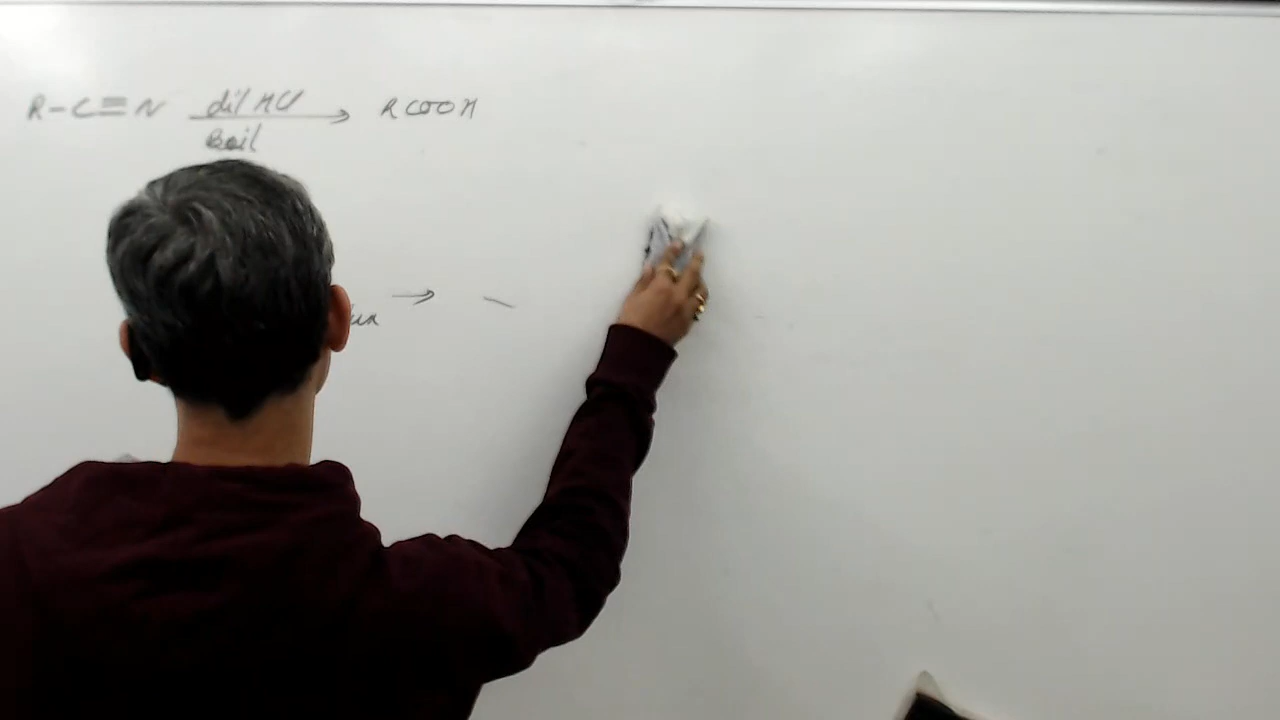 R-C≡N dil HCl → RCOOH
Boil
→